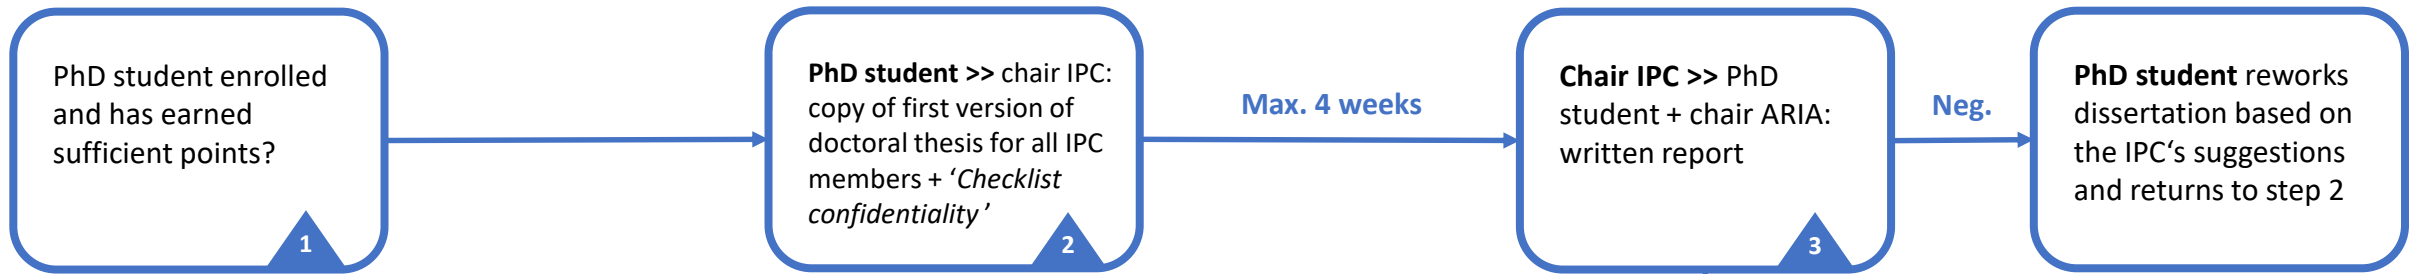 PhD student enrolled
and has earned
sufficient points?
1
PhD student >> chair IPC:
copy of first version of
doctoral thesis for all IPC
members + ‘Checklist
confidentiality’
2
Max. 4 weeks
Chair IPC >> PhD
student + chair ARIA:
written report
3
Neg.
PhD student reworks
dissertation based on
the IPC‘s suggestions
and returns to step 2